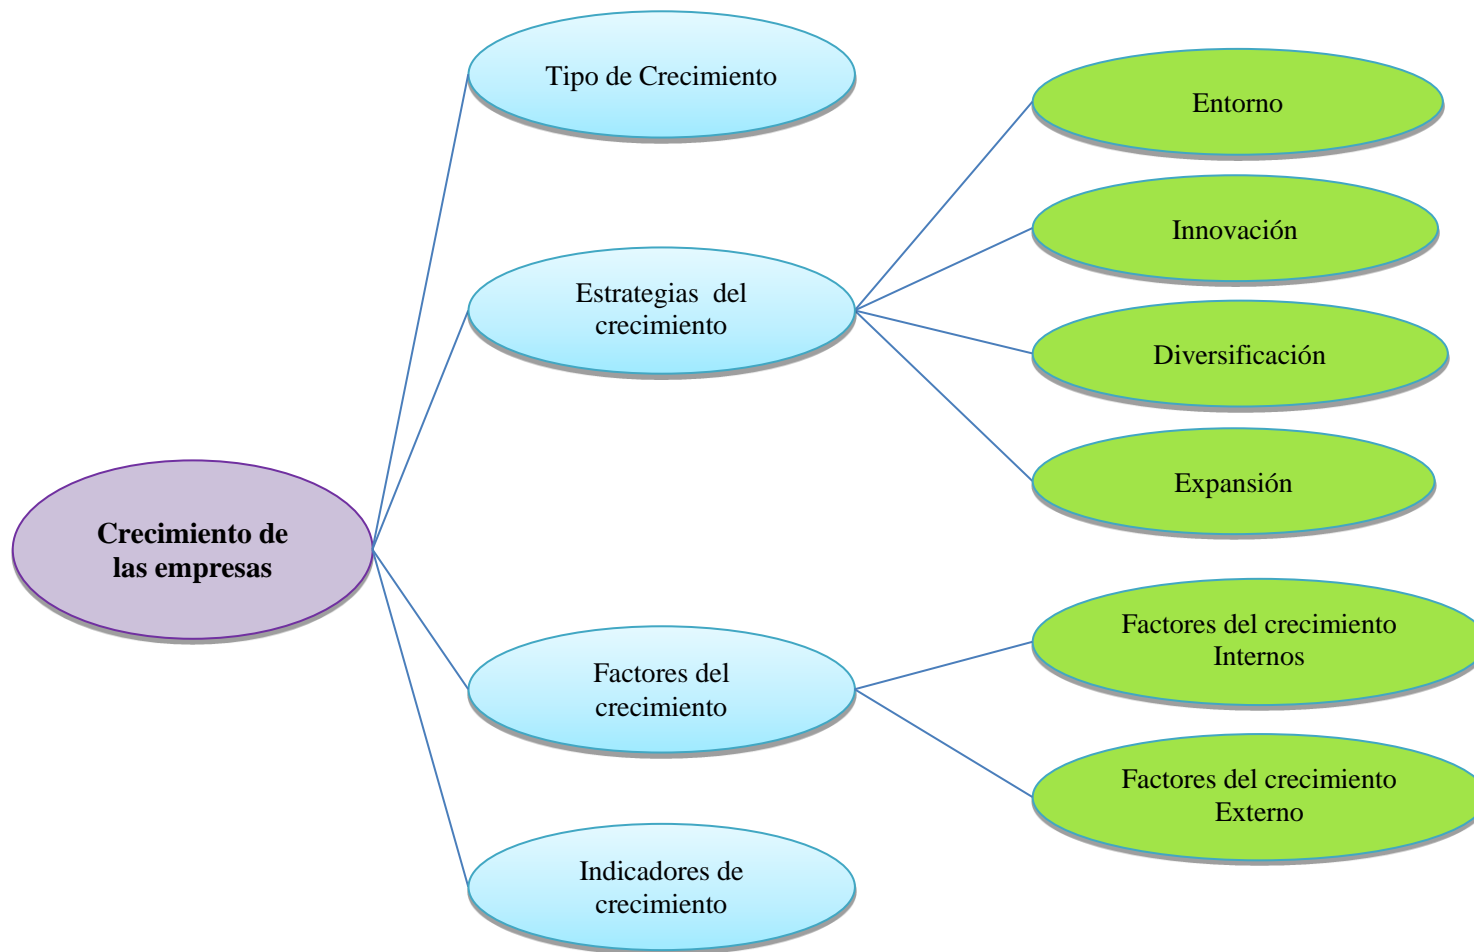 Tipo de Crecimiento
Estrategias del
crecimiento
Entorno
Innovación
Diversificación
Expansión
Crecimiento de
las empresas
Factores del
crecimiento
Factores del crecimiento
Internos
Factores del crecimiento
Externo
Indicadores de
crecimiento